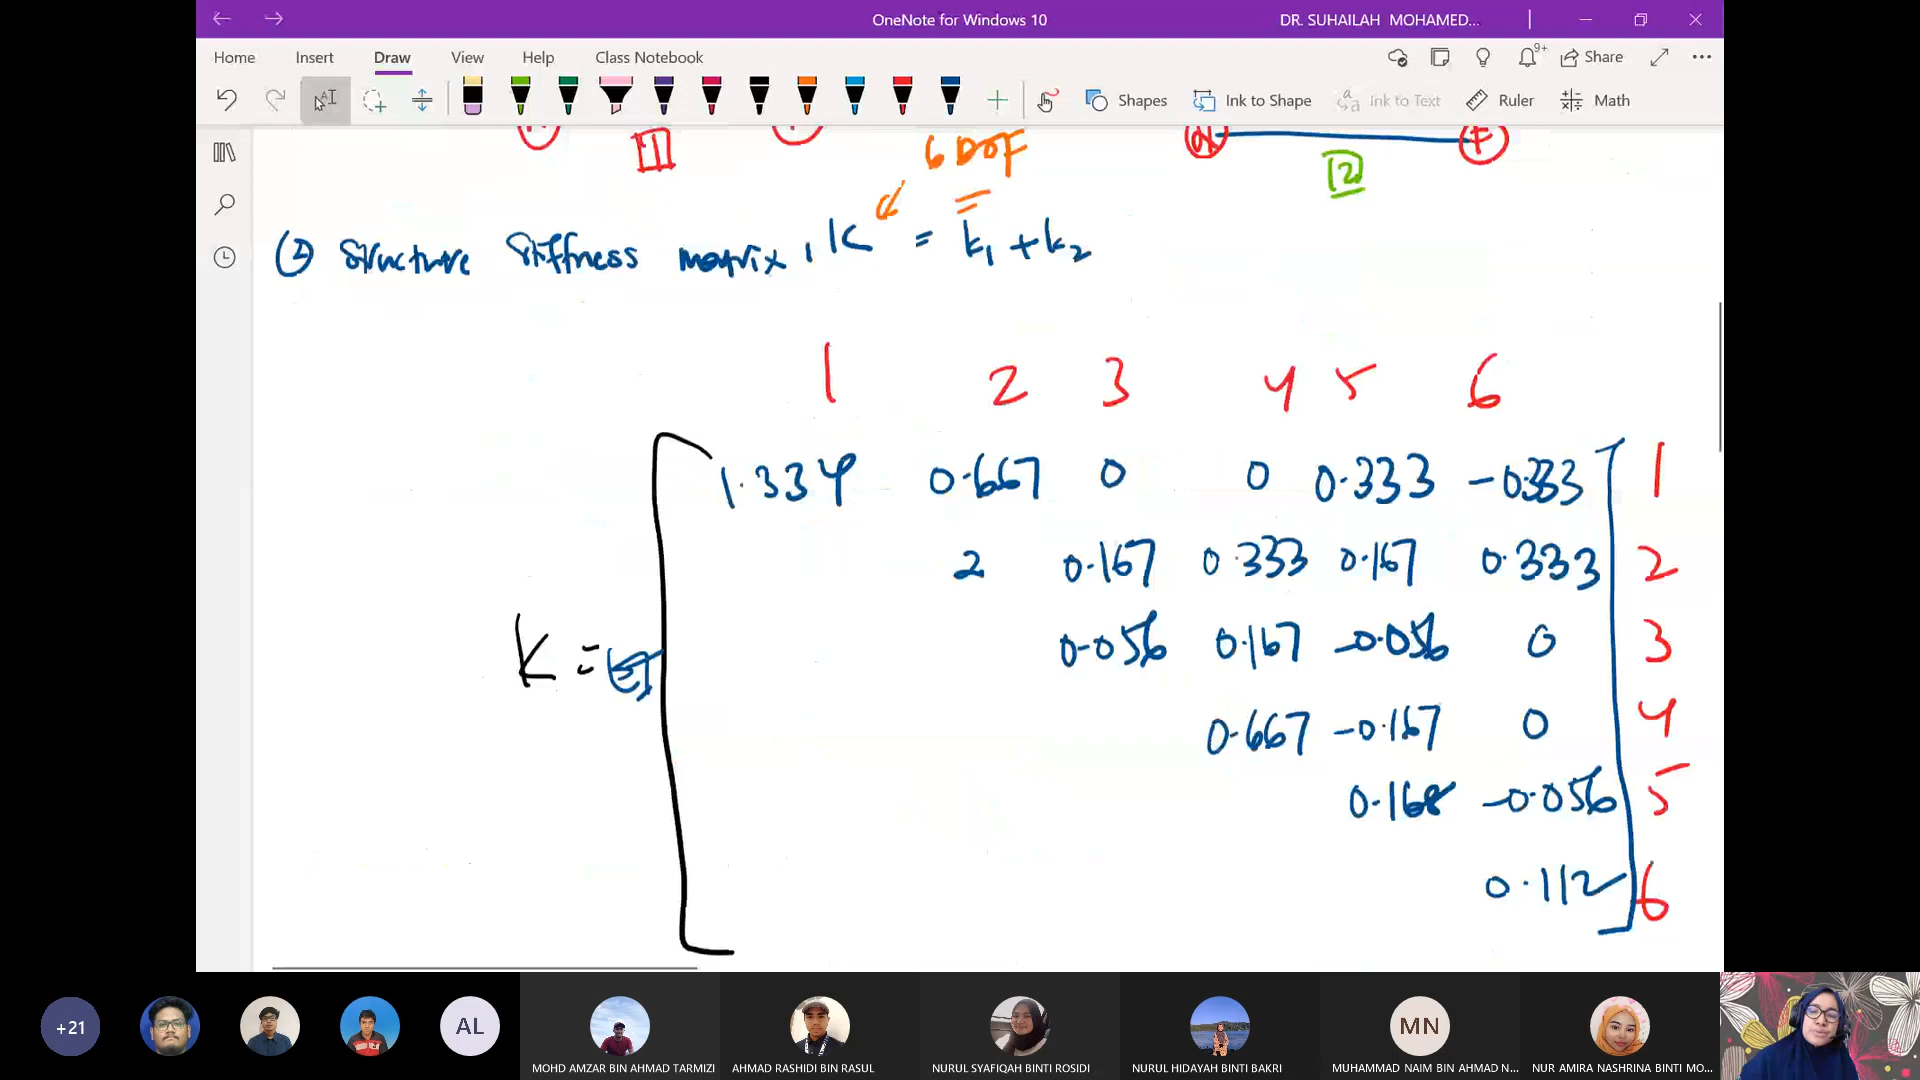 OneNote for Windows 10
DR. SUHAILAH MOHAMED...
Home Insert Draw View Help Class Notebook
9+ Share
Shapes Ink to Shape Ink to Text Ruler Math
6 DOF
1 N F
2
(2) Structure Stiffness matrix, K = k1 + k2
1 2 3 4 5 6
1.334 0.667 0 0 0.333 -0.333 1
2 0.167 0.333 0.167 0.333 2
0.056 0.167 -0.056 0 3
K = EI
0.667 -0.167 0 4
0.168 -0.056 5
0.112 6
+21
AL
MN
MOHD AMZAR BIN AHMAD TARMIZI
AHMAD RASHIDI BIN RASUL
NURUL SYAFIQAH BINTI ROSIDI
NURUL HIDAYAH BINTI BAKRI
MUHAMMAD NAIM BIN AHMAD N...
NUR AMIRA NASHRINA BINTI MO...